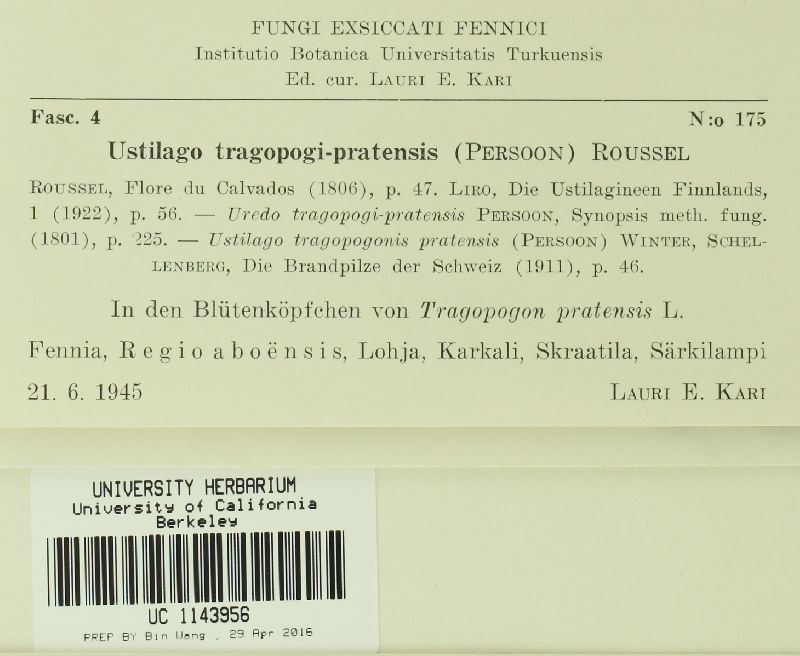 FUNGI EXSICCATI FENNICI
Institutio Botanica Universitatis Turkuensis
Ed. cur. LAURI E. KARI
Fasc. 4 N:o 175
Ustilago tragopogi-pratensis (PERSOON) ROUSSEL
ROUSSEL, Flore du Calvados (1806), p. 47. LIRO, Die Ustilagineen Finnlands,
1 (1922), p. 56. — Uredo tragopogi-pratensis PERSOON, Synopsis meth. fung.
(1801), p. 225. — Ustilago tragopogonis pratensis (PERSOON) WINTER, SCHEL-
LENBERG, Die Brandpilze der Schweiz (1911), p. 46.
In den Blütenköpfchen von Tragopogon pratensis L.
Fennia, Regio aboënsis, Lohja, Karkali, Skraatila, Särkilampi
21. 6. 1945 LAURI E. KARI
UNIVERSITY HERBARIUM
University of California
Berkeley
UC 1143956
PREP BY Bin Wang , 29 Apr 2016